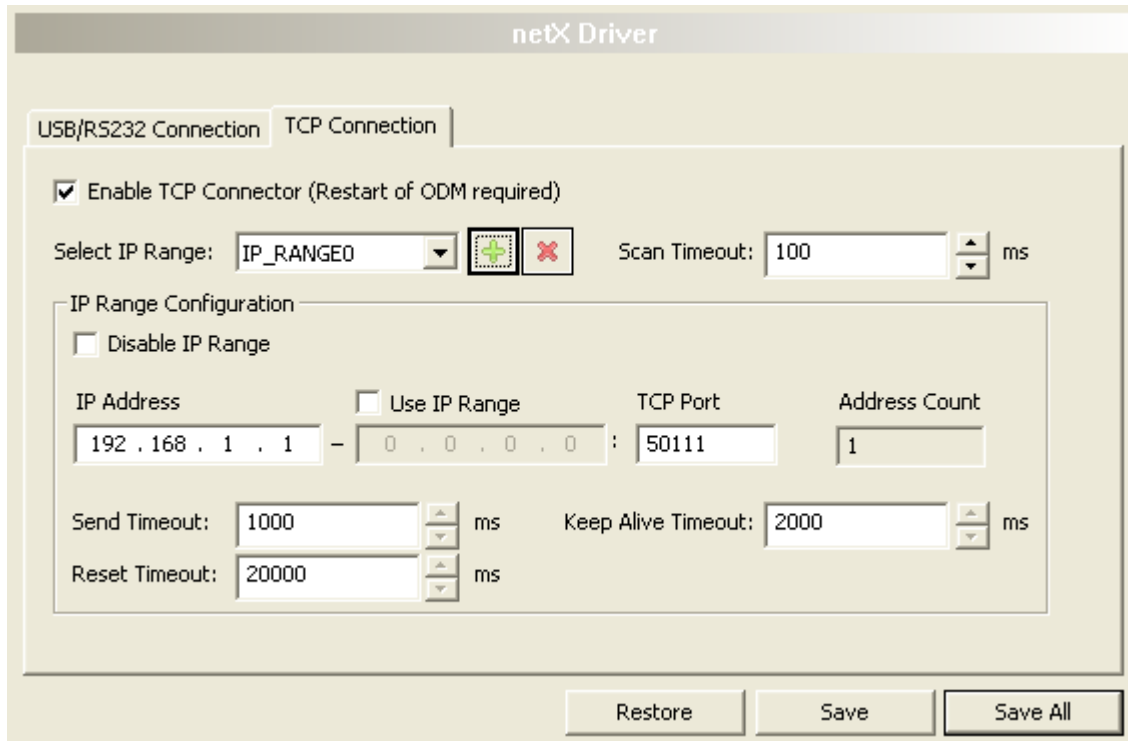 netX Driver
USB/RS232 Connection TCP Connection
Enable TCP Connector (Restart of ODM required)
Select IP Range: IP_RANGE0 Scan Timeout: 100 ms
IP Range Configuration
Disable IP Range
IP Address Use IP Range TCP Port Address Count
192 . 168 . 1 . 1 - 0 . 0 . 0 . 0 : 50111 1
Send Timeout: 1000 ms Keep Alive Timeout: 2000 ms
Reset Timeout: 20000 ms
Restore Save Save All